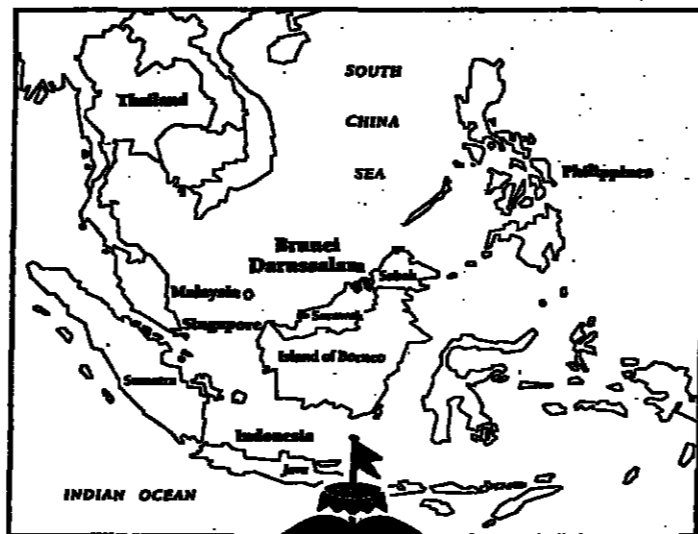 SOUTH
CHINA
SEA
Thailand
Philippines
Brunei
Darussalam
Sabah
Malaysia
Sarawak
Singapore
Island of Borneo
Sumatra
Indonesia
Java
INDIAN OCEAN